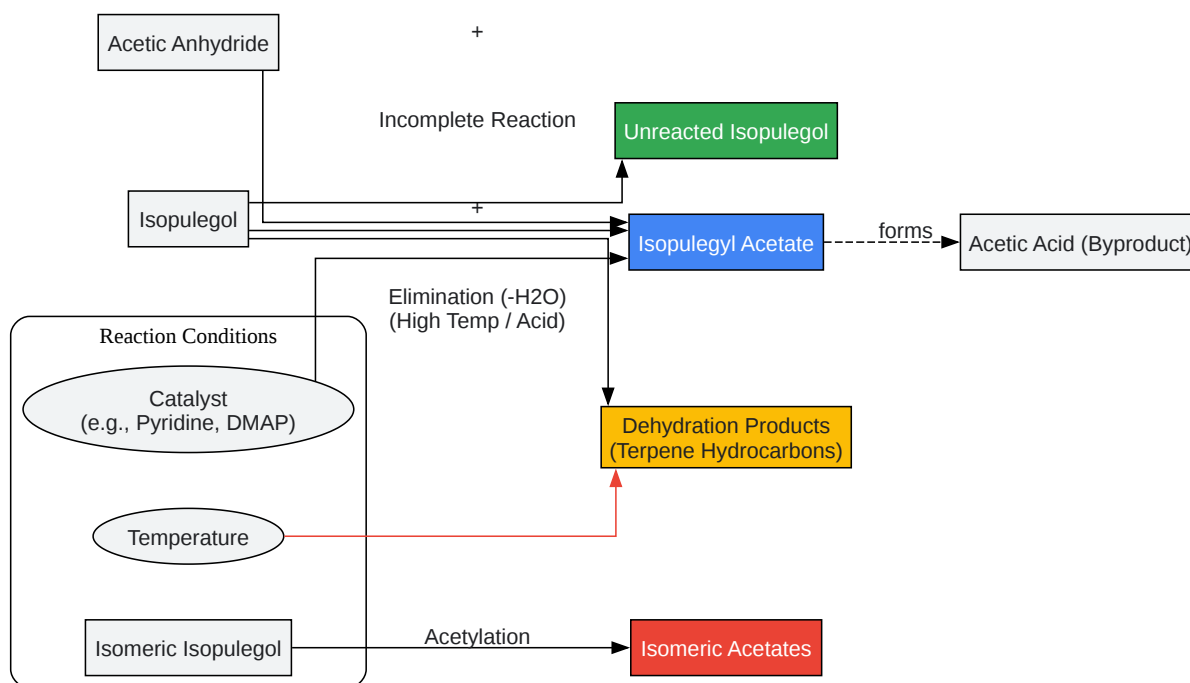 Acetic Anhydride
+
Incomplete Reaction
Unreacted Isopulegol
Isopulegol
+
Isopulegyl Acetate
forms
Acetic Acid (Byproduct)
Elimination (-H2O)
(High Temp / Acid)
Reaction Conditions
Catalyst
(e.g., Pyridine, DMAP)
Dehydration Products
(Terpene Hydrocarbons)
Temperature
Isomeric Isopulegol
Acetylation
Isomeric Acetates